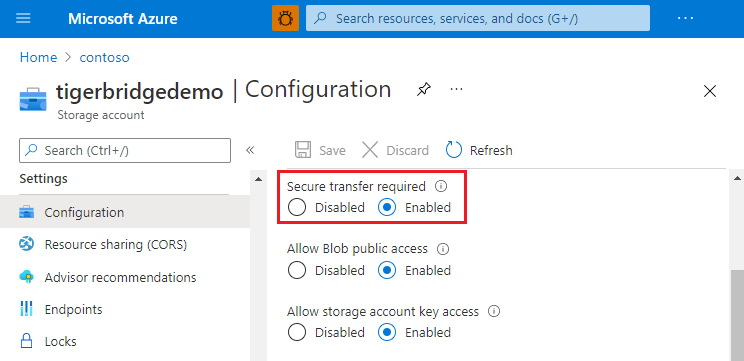 Microsoft Azure
Search resources, services, and docs (G+/)
...
Home > contoso
tigerbridgedemo | Configuration
...
Storage account
Search (Ctrl+/)
«
Save
Discard
Refresh
Settings
Configuration
Resource sharing (CORS)
Advisor recommendations
Endpoints
Locks
Secure transfer required
Disabled
Enabled
Allow Blob public access
Disabled
Enabled
Allow storage account key access
Disabled
Enabled